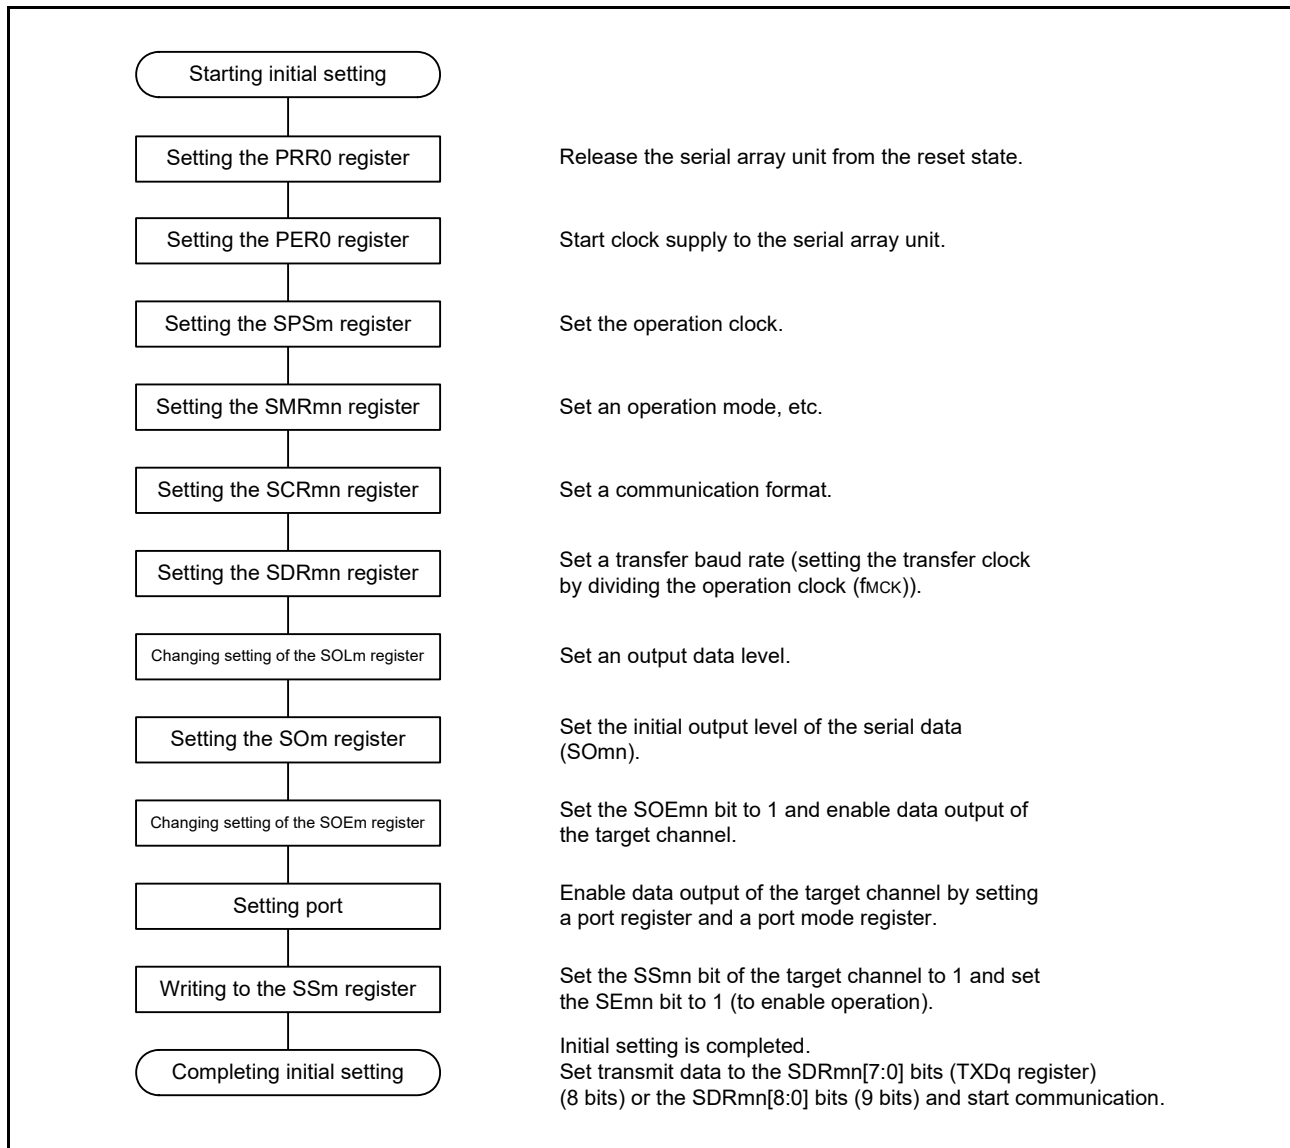 Starting initial setting
Setting the PRR0 register
Release the serial array unit from the reset state.
Setting the PER0 register
Start clock supply to the serial array unit.
Setting the SPSm register
Set the operation clock.
Setting the SMRmn register
Set an operation mode, etc.
Setting the SCRmn register
Set a communication format.
Setting the SDRmn register
Set a transfer baud rate (setting the transfer clock
by dividing the operation clock (fMCK)).
Changing setting of the SOLm register
Set an output data level.
Setting the SOm register
Set the initial output level of the serial data
(SOmn).
Changing setting of the SOEm register
Set the SOEmn bit to 1 and enable data output of
the target channel.
Setting port
Enable data output of the target channel by setting
a port register and a port mode register.
Writing to the SSm register
Set the SSmn bit of the target channel to 1 and set
the SEmn bit to 1 (to enable operation).
Completing initial setting
Initial setting is completed.
Set transmit data to the SDRmn[7:0] bits (TXDq register)
(8 bits) or the SDRmn[8:0] bits (9 bits) and start communication.